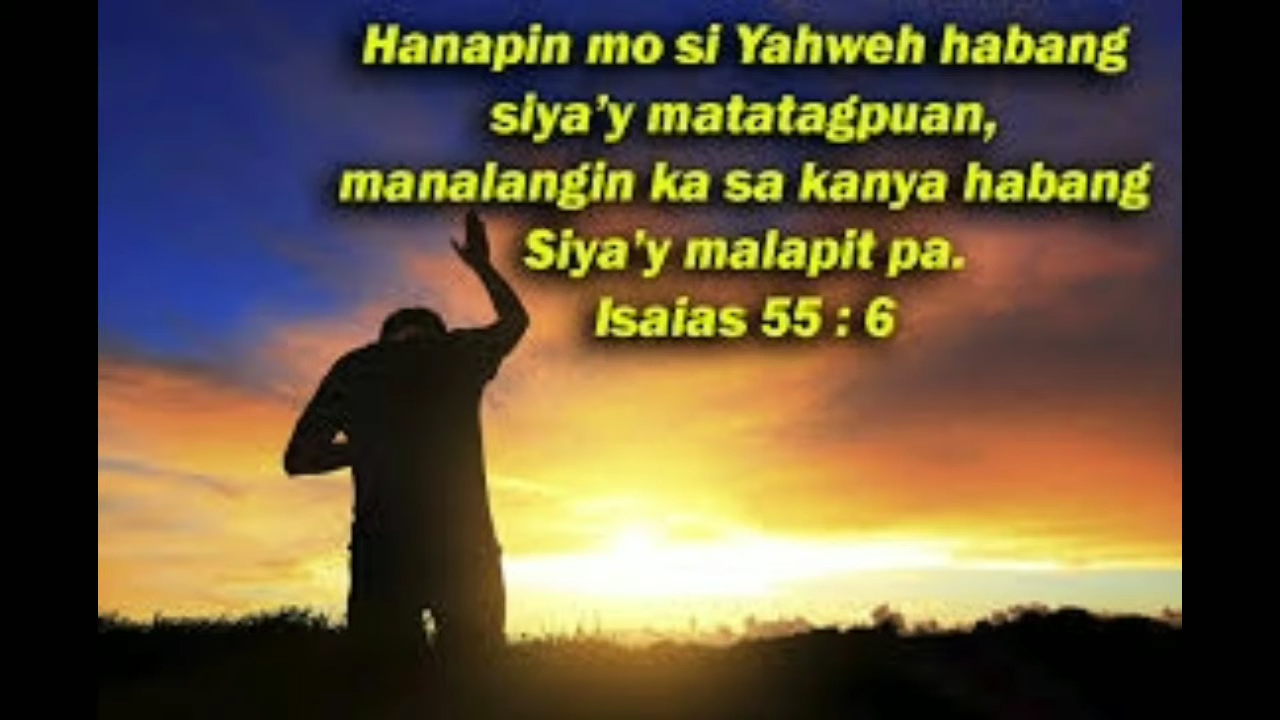 Hanapin mo si Yahweh habang
siya'y matatagpuan,
manalangin ka sa kanya habang
Siya'y malapit pa.
Isaias 55 : 6